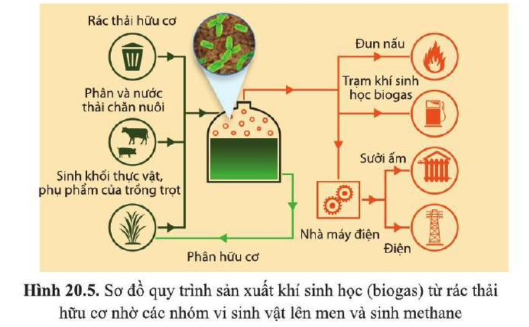 Rác thải hữu cơ
Phân và nước
thải chăn nuôi
Sinh khối thực vật,
phụ phẩm của trồng trọt
Phân hữu cơ
Đun nấu
Trạm khí sinh
học biogas
Sưởi ấm
Nhà máy điện
Điện
Hình 20.5. Sơ đồ quy trình sản xuất khí sinh học (biogas) từ rác thải
hữu cơ nhờ các nhóm vi sinh vật lên men và sinh methane